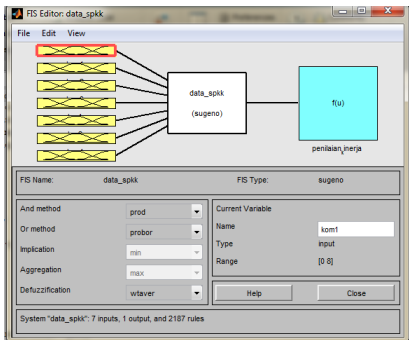 FIS Editor: data_spkk
File Edit View
data_spkk
(sugeno)
f(u)
penilaian_kinerja
FIS Name: data_spkk FIS Type: sugeno
And method prod
Or method probor
Implication min
Aggregation max
Defuzzification wtaver
Current Variable
Name kom1
Type input
Range [0 8]
Help Close
System "data_spkk": 7 inputs, 1 output, and 2187 rules